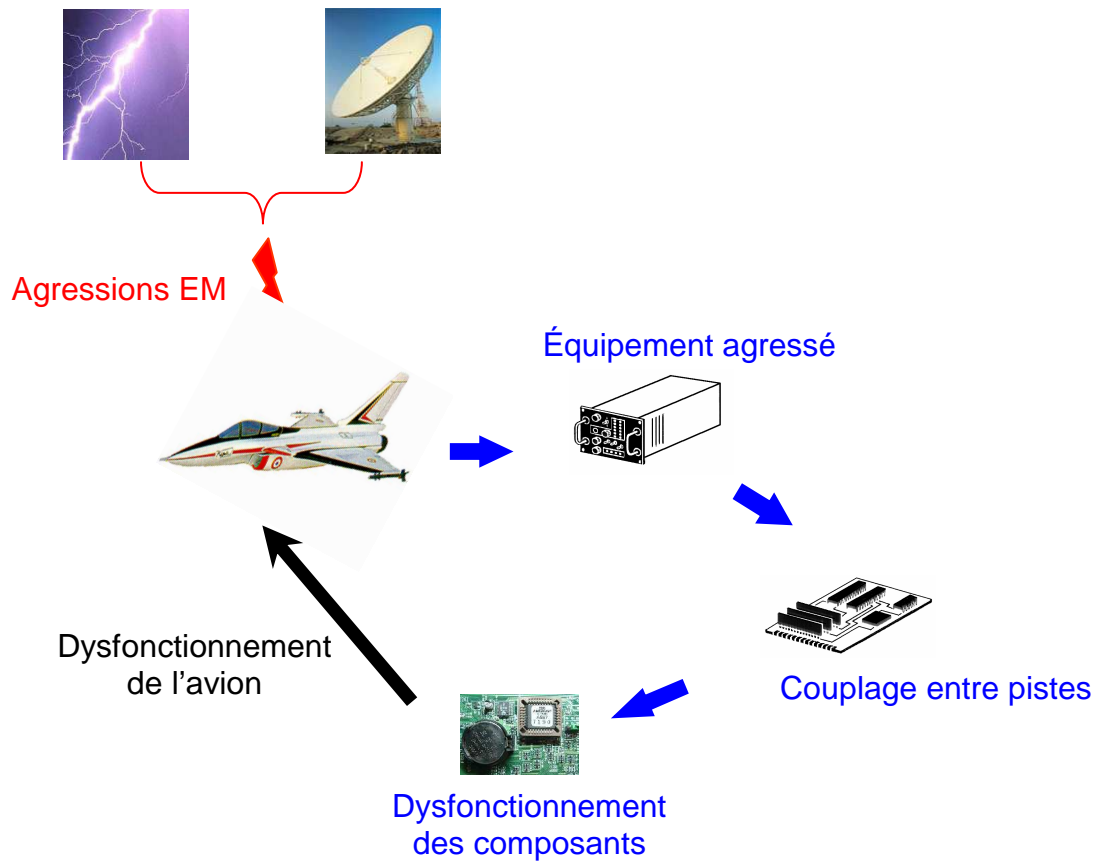 Agressions EM
Équipement agressé
Couplage entre pistes
Dysfonctionnement
de l'avion
Dysfonctionnement
des composants